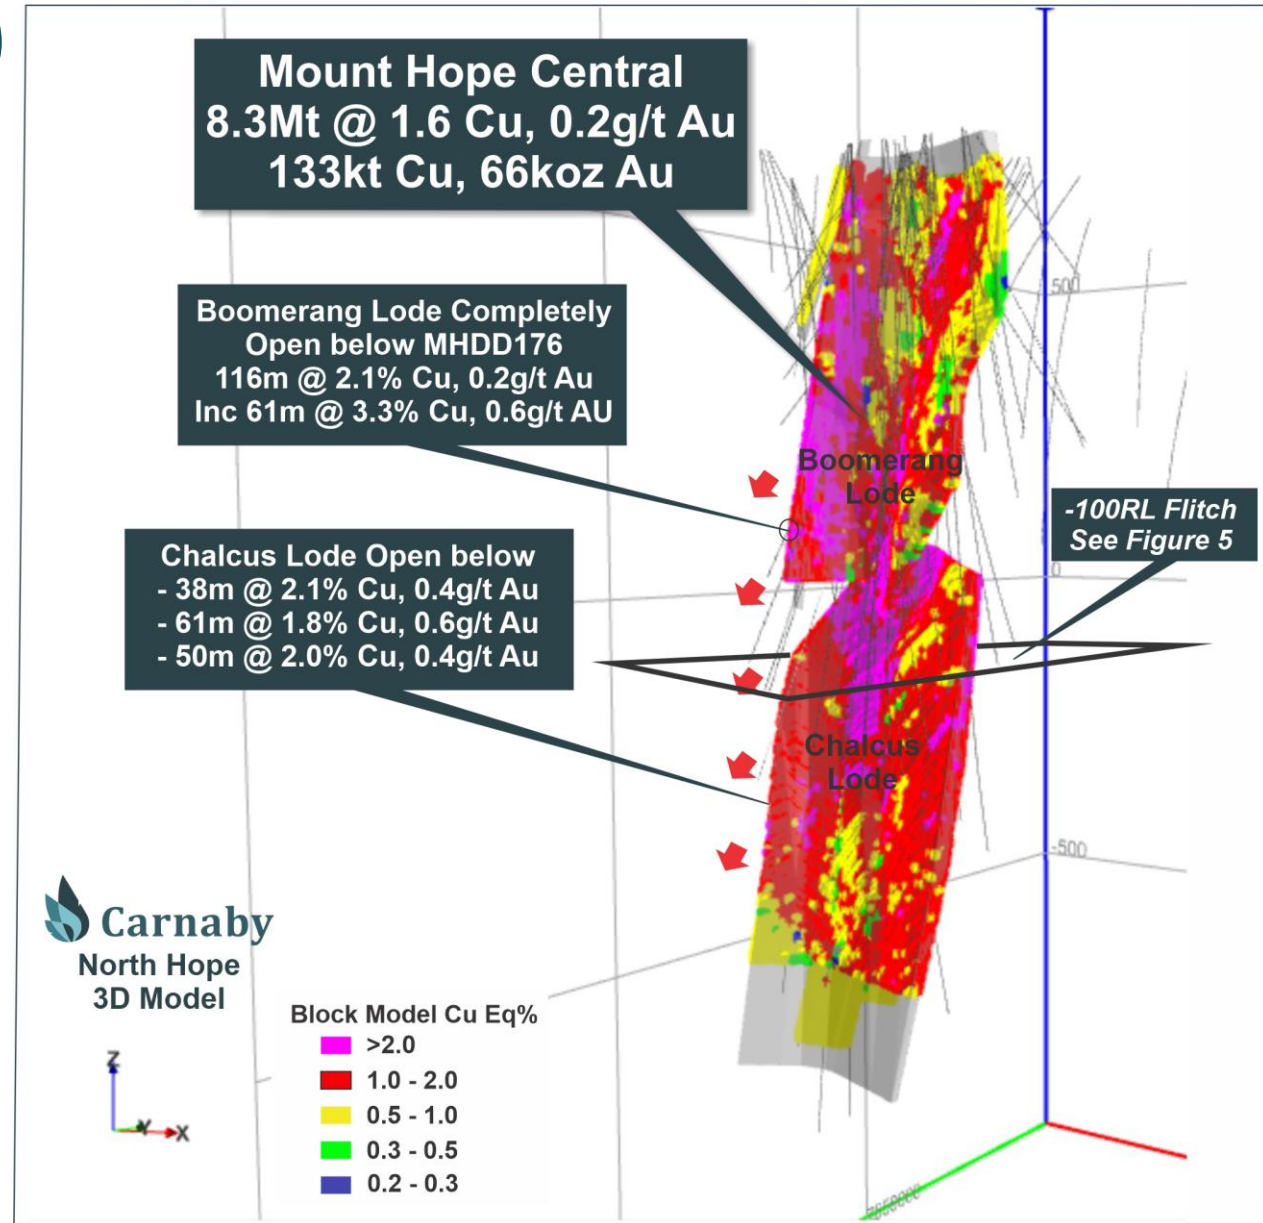 Mount Hope Central
8.3Mt @ 1.6 Cu, 0.2g/t Au
133kt Cu, 66koz Au
Boomerang Lode Completely
Open below MHDD176
116m @ 2.1% Cu, 0.2g/t Au
Inc 61m @ 3.3% Cu, 0.6g/t AU
500
Boomerang
Lode
-100RL Flitch
See Figure 5
Chalcus Lode Open below
- 38m @ 2.1% Cu, 0.4g/t Au
- 61m @ 1.8% Cu, 0.6g/t Au
- 50m @ 2.0% Cu, 0.4g/t Au
0
Chalcus
Lode
-500
Carnaby
North Hope
3D Model
Block Model Cu Eq%
>2.0
1.0 - 2.0
0.5 - 1.0
0.3 - 0.5
0.2 - 0.3
Z
Y
X